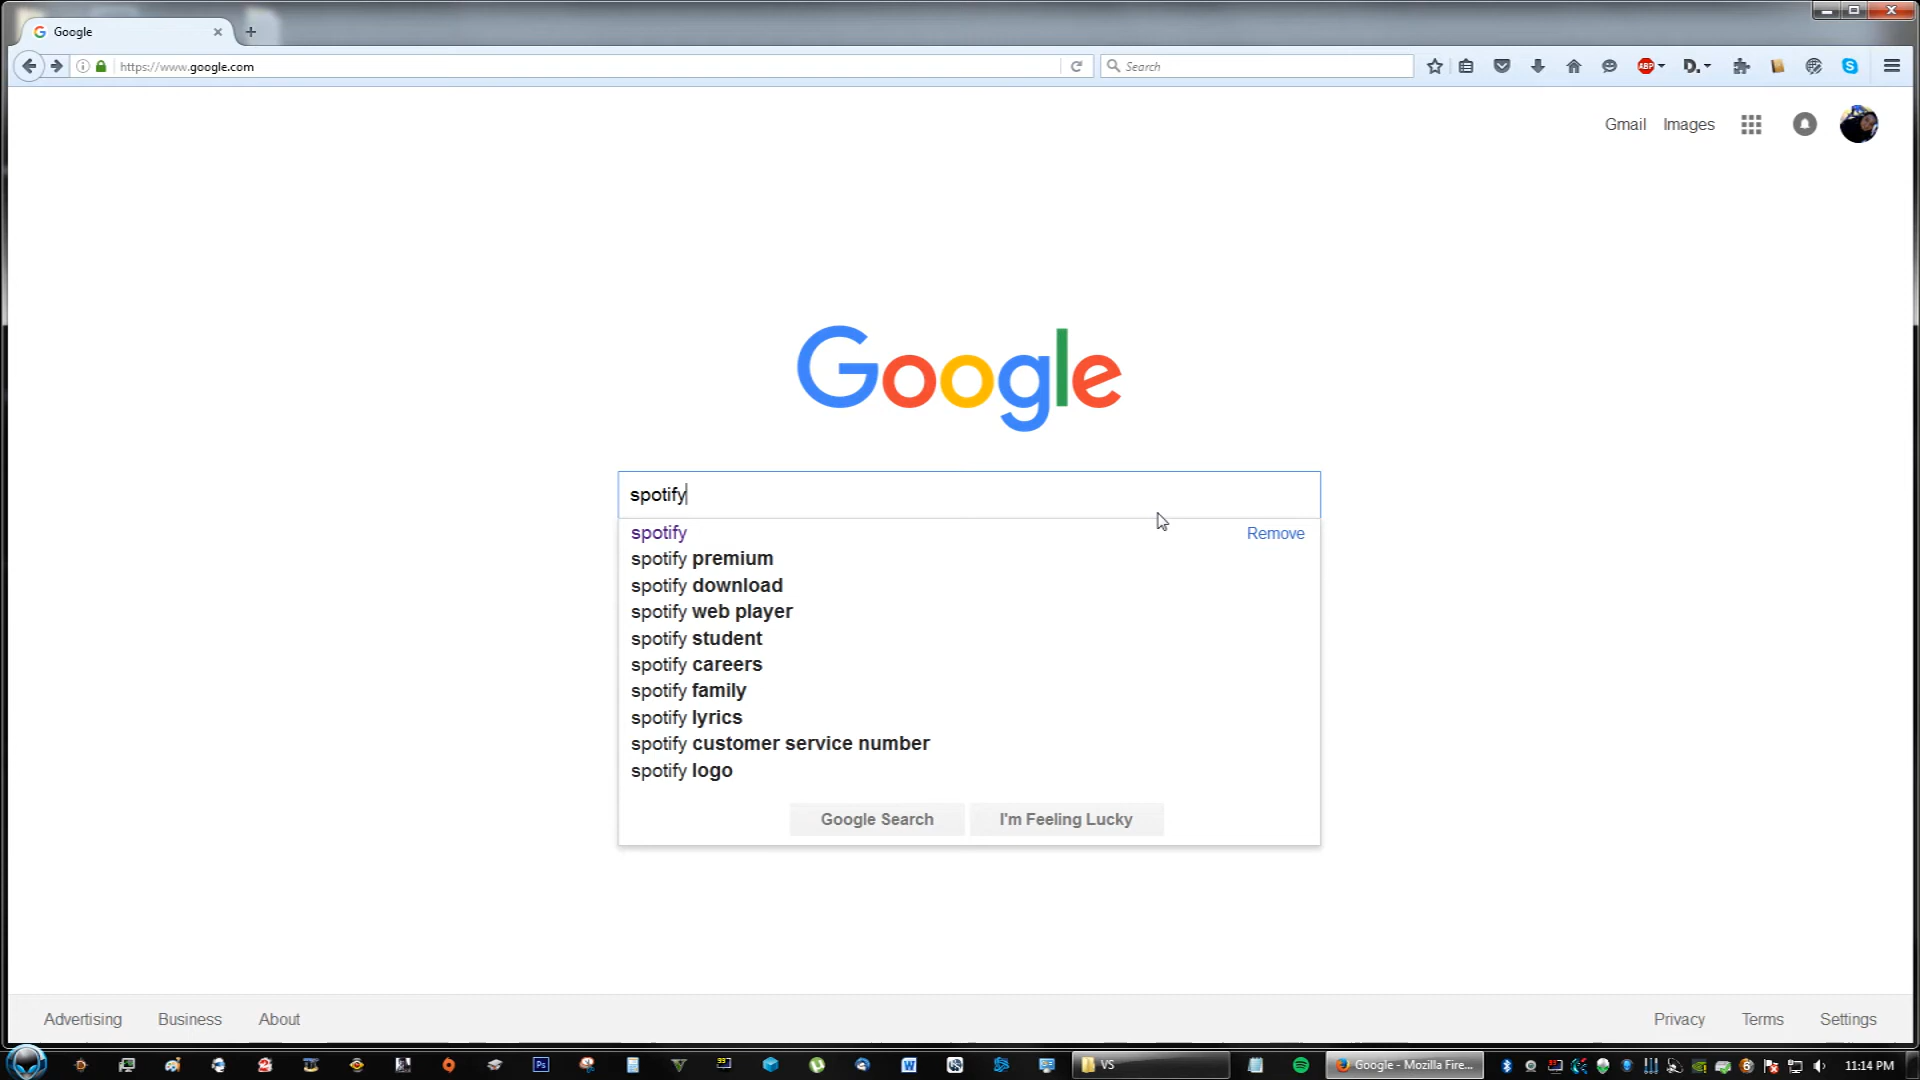 Google
https://www.google.com
Search
ABP
D.
Gmail Images
Google
spotify
spotify Remove
spotify premium
spotify download
spotify web player
spotify student
spotify careers
spotify family
spotify lyrics
spotify customer service number
spotify logo
Google Search I'm Feeling Lucky
Advertising Business About
Privacy Terms Settings
Ps
W
VS
Google - Mozilla Fire...
11:14 PM